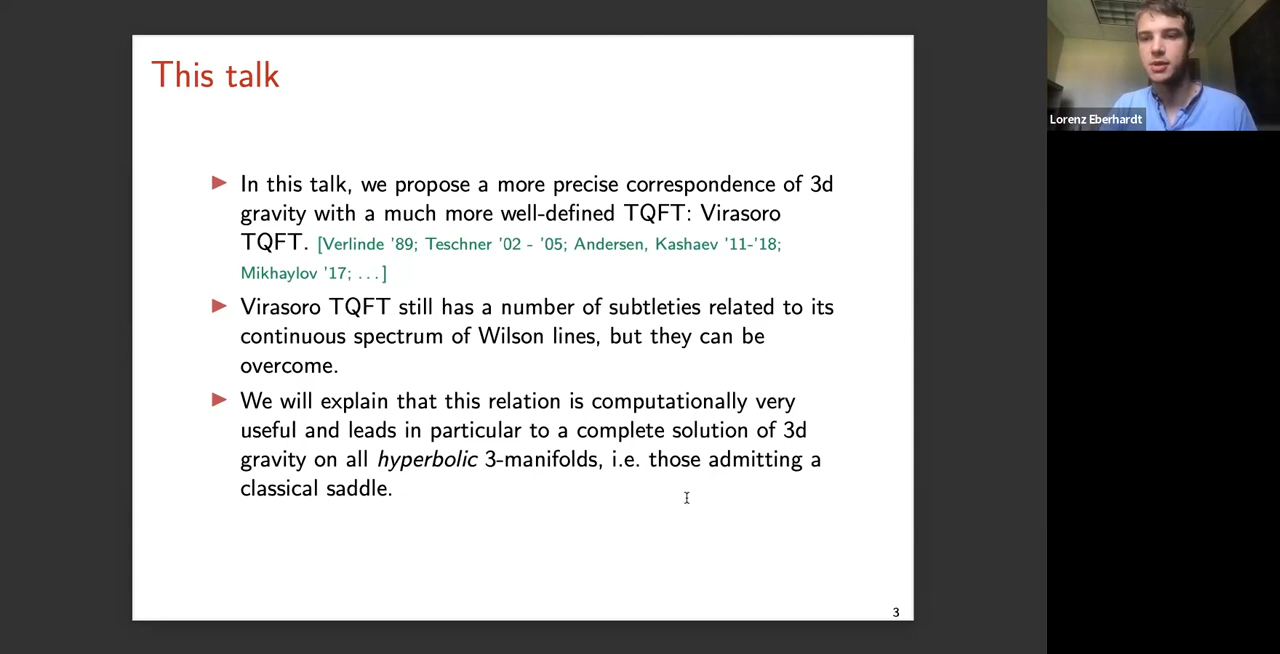 This talk
▶ In this talk, we propose a more precise correspondence of 3d
gravity with a much more well-defined TQFT: Virasoro
TQFT. [Verlinde '89; Teschner '02 - '05; Andersen, Kashaev '11-'18;
Mikhaylov '17; ...]
▶ Virasoro TQFT still has a number of subtleties related to its
continuous spectrum of Wilson lines, but they can be
overcome.
▶ We will explain that this relation is computationally very
useful and leads in particular to a complete solution of 3d
gravity on all hyperbolic 3-manifolds, i.e. those admitting a
classical saddle.
3
Lorenz Eberhardt